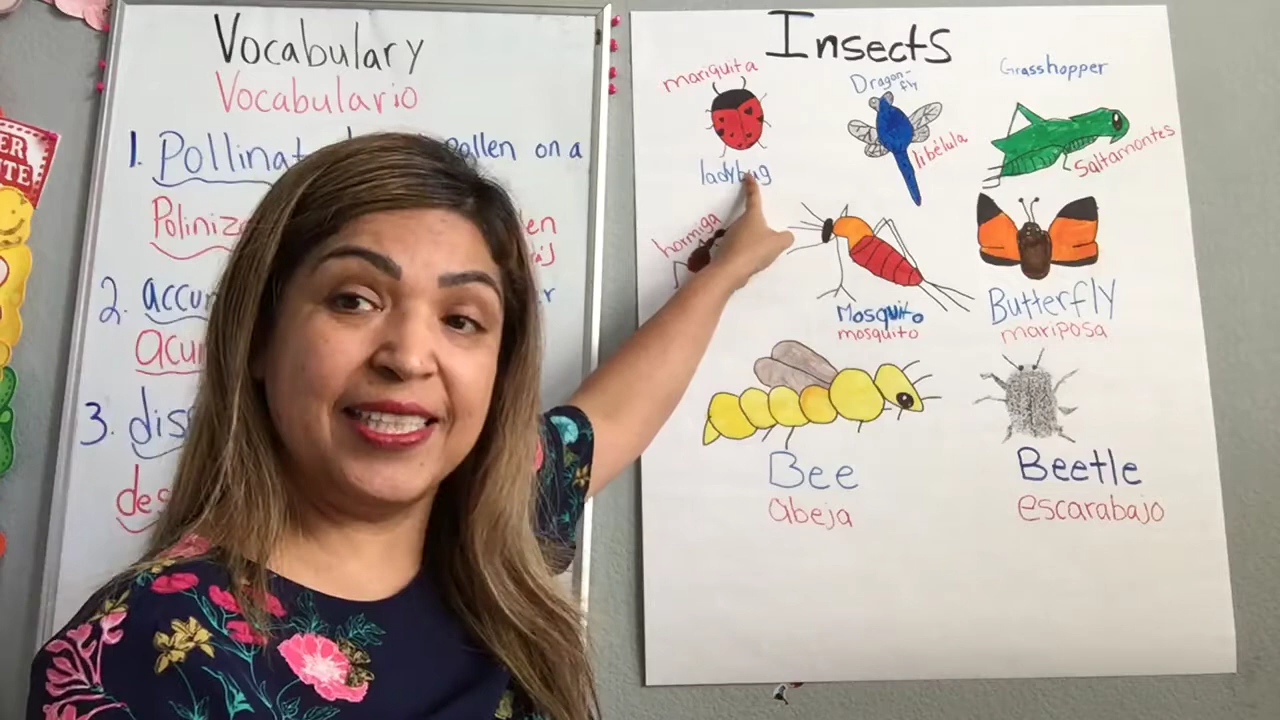 Vocabulary
Vocabulario
1. Pollinat pollen on a
Poliniz
2. accu
acu
3. dis
des
Insects
mariquita
ladybug
Dragon-
fly
libélula
Grasshopper
Saltamontes
hormiga
Mosquito
mosquito
Butterfly
mariposa
Bee
abeja
Beetle
escarabajo